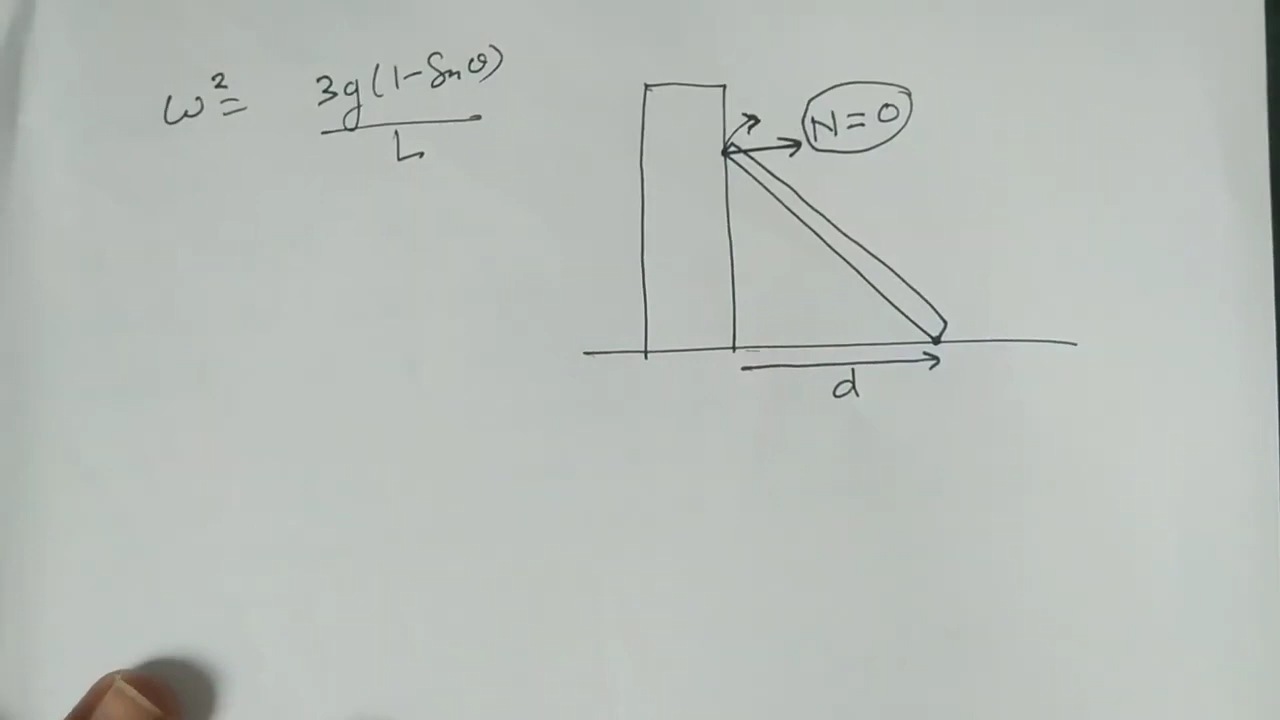 ω² = 3g(1-Sinθ) / L
N=0
d